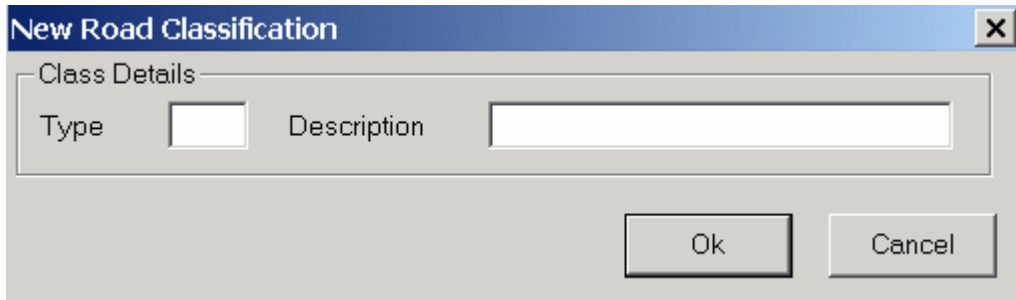 New Road Classification
Class Details
Type Description
Ok Cancel